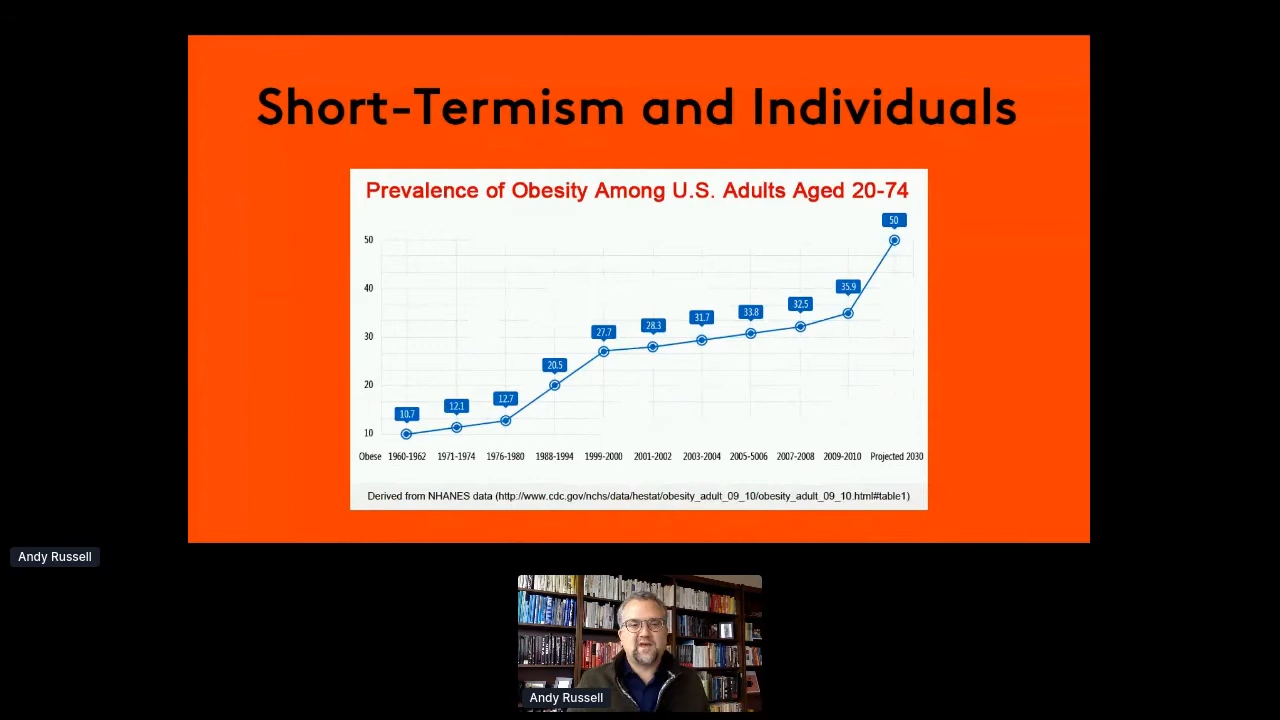 Short-Termism and Individuals
Prevalence of Obesity Among U.S. Adults Aged 20-74
50
50
40
35.9
32.5
33.8
31.7
30
27.7
28.3
20.5
20
12.7
12.1
10.7
10
Obese 1960-1962 1971-1974 1976-1980 1988-1994 1999-2000 2001-2002 2003-2004 2005-5006 2007-2008 2009-2010 Projected 2030
Derived from NHANES data (http://www.cdc.gov/nchs/data/hestat/obesity_adult_09_10/obesity_adult_09_10.html#table1)
Andy Russell
Andy Russell